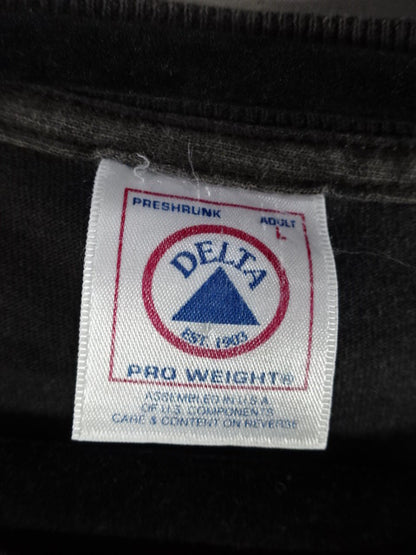 PRESHRUNK
ADULT
L
DELTA
EST. 1903
PRO WEIGHT®
ASSEMBLED IN U.S.A
OF U.S. COMPONENTS
CARE & CONTENT ON REVERSE